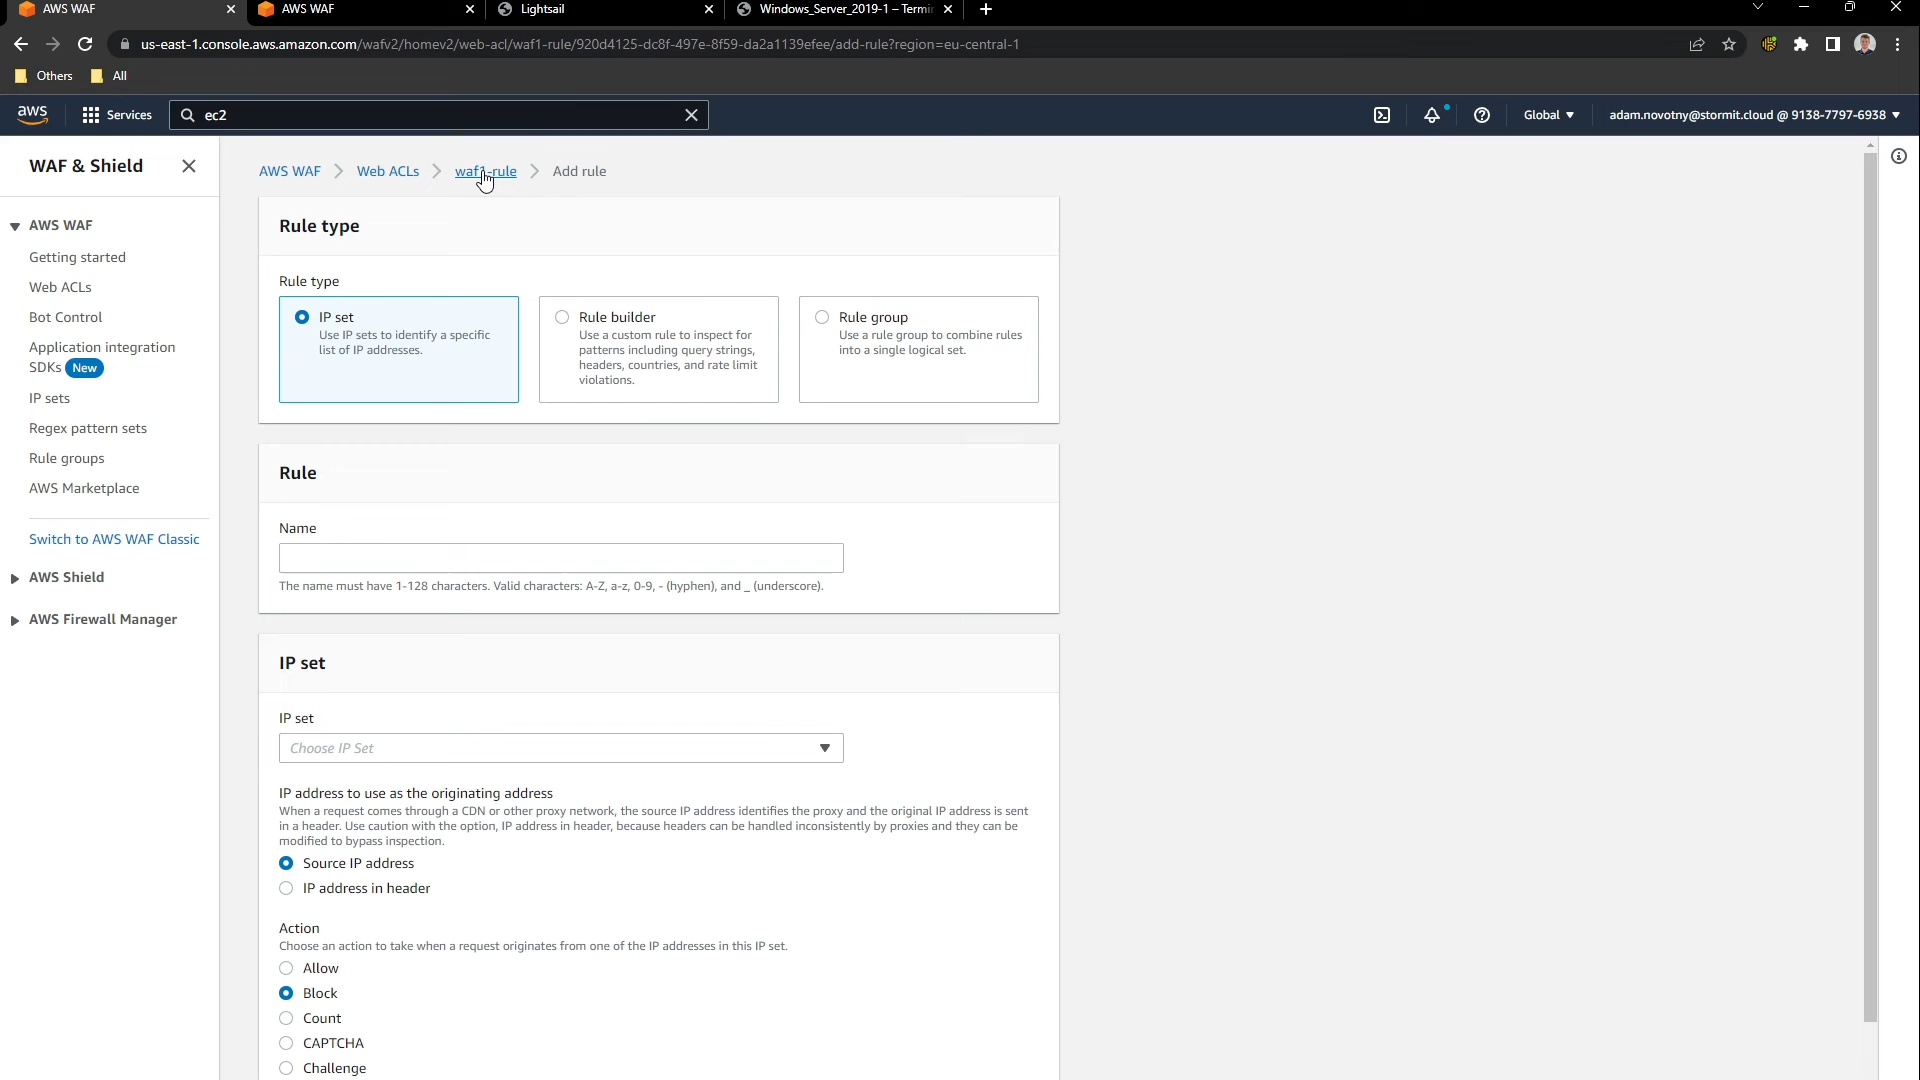 AWS WAF
AWS WAF
Lightsail
Windows_Server_2019-1 – Termin
us-east-1.console.aws.amazon.com/wafv2/homev2/web-acl/waf1-rule/920d4125-dc8f-497e-8f59-da2a1139efee/add-rule?region=eu-central-1
Others
All
aws
Services
ec2
Global
adam.novotny@stormit.cloud @ 9138-7797-6938
WAF & Shield
AWS WAF
Getting started
Web ACLs
Bot Control
Application integration
SDKs New
IP sets
Regex pattern sets
Rule groups
AWS Marketplace
Switch to AWS WAF Classic
AWS Shield
AWS Firewall Manager
AWS WAF > Web ACLs > waf1-rule > Add rule
Rule type
Rule type
IP set
Use IP sets to identify a specific
list of IP addresses.
Rule builder
Use a custom rule to inspect for
patterns including query strings,
headers, countries, and rate limit
violations.
Rule group
Use a rule group to combine rules
into a single logical set.
Rule
Name
The name must have 1-128 characters. Valid characters: A-Z, a-z, 0-9, - (hyphen), and _ (underscore).
IP set
IP set
Choose IP Set
IP address to use as the originating address
When a request comes through a CDN or other proxy network, the source IP address identifies the proxy and the original IP address is sent
in a header. Use caution with the option, IP address in header, because headers can be handled inconsistently by proxies and they can be
modified to bypass inspection.
Source IP address
IP address in header
Action
Choose an action to take when a request originates from one of the IP addresses in this IP set.
Allow
Block
Count
CAPTCHA
Challenge